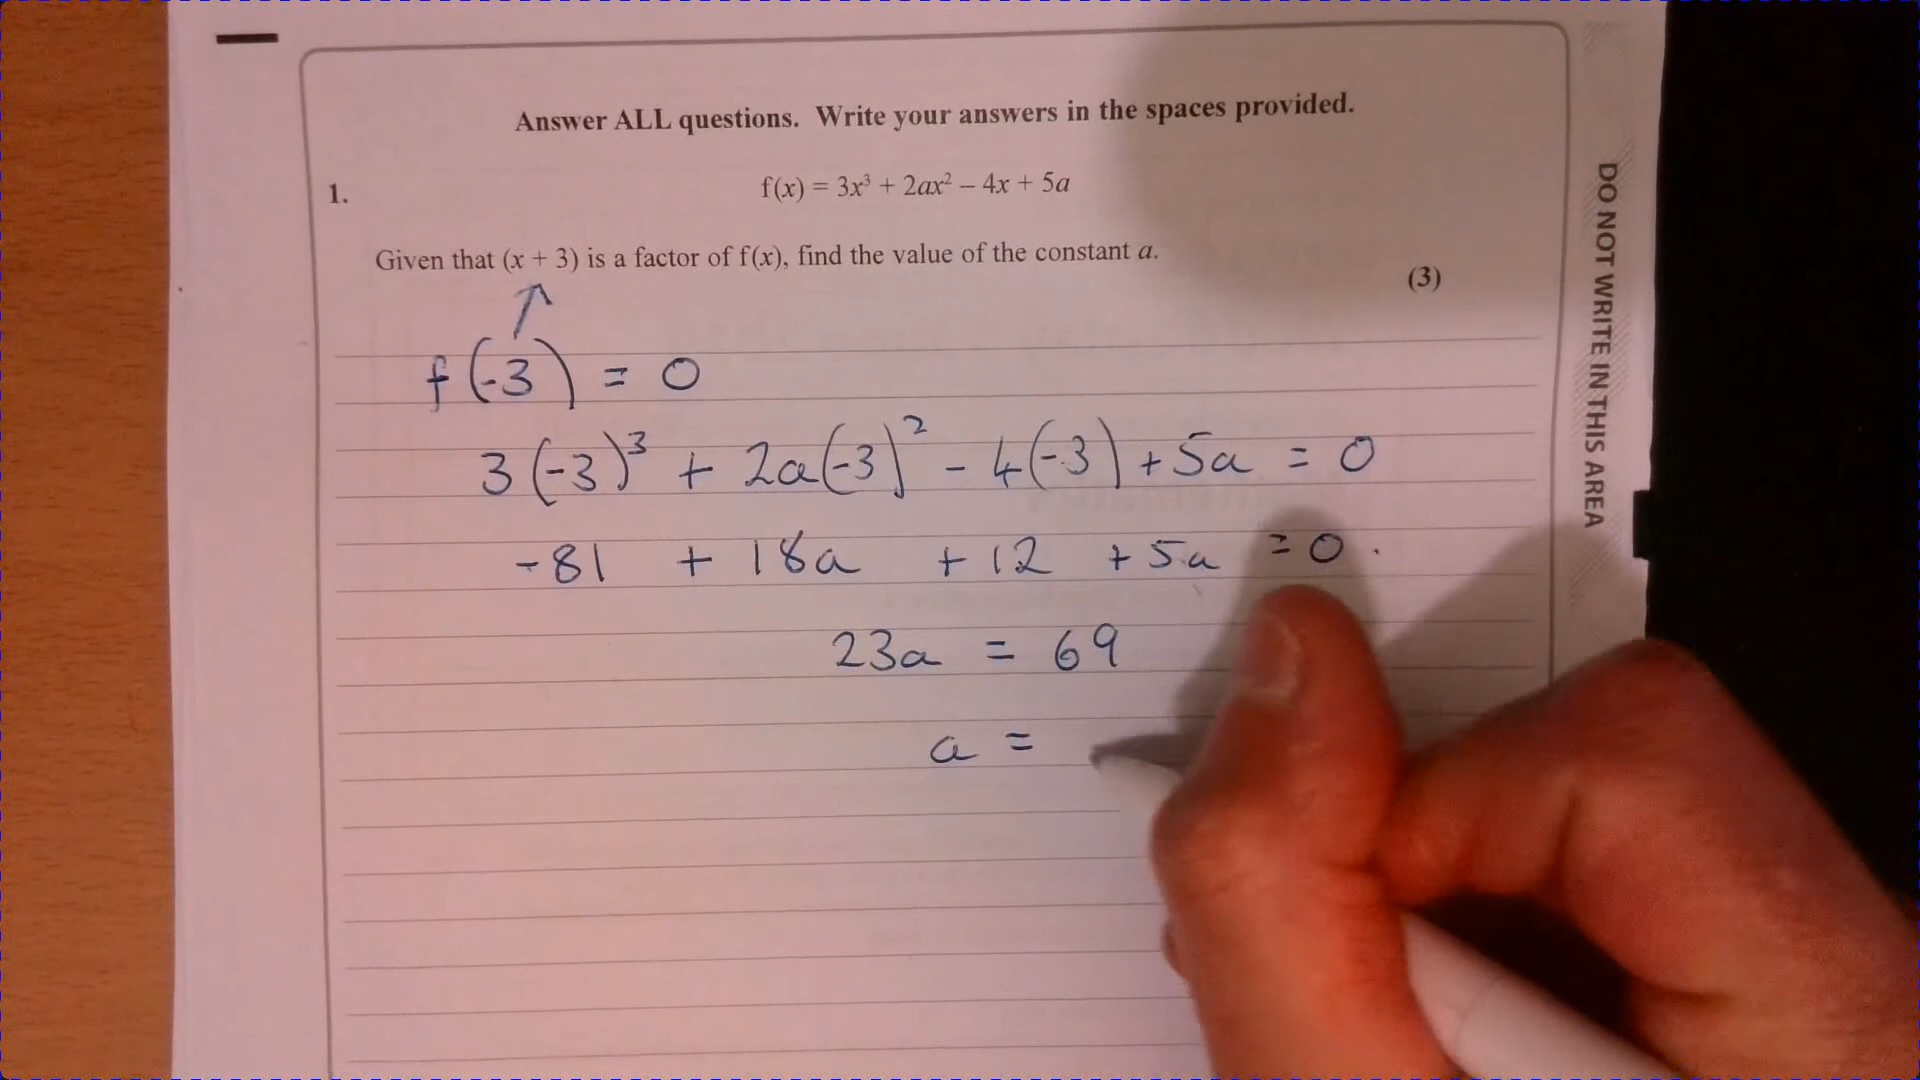 Answer ALL questions. Write your answers in the spaces provided.
1.
f(x) = 3x³ + 2ax² – 4x + 5a
Given that (x + 3) is a factor of f(x), find the value of the constant a.
(3)
f(-3) = 0
3(-3)³ + 2a(-3)² - 4(-3) + 5a = 0
-81 + 18a + 12 + 5a = 0.
23a = 69
a =
DO NOT WRITE IN THIS AREA